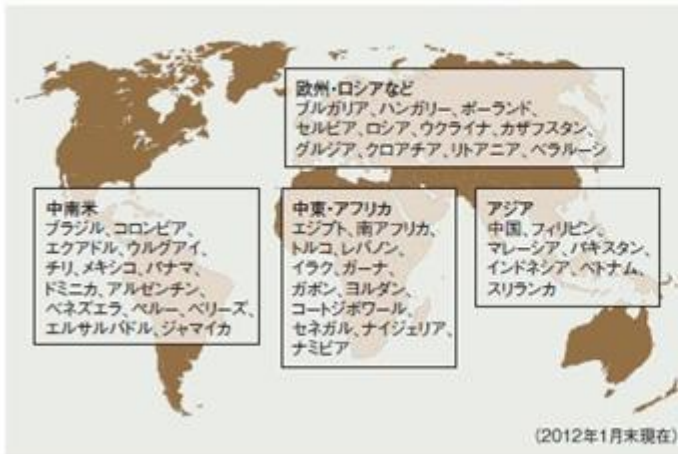 欧州・ロシアなど
ブルガリア、ハンガリー、ポーランド、
セルビア、ロシア、ウクライナ、カザフスタン、
グルジア、クロアチア、リトアニア、ベラルーシ
中南米
ブラジル、コロンビア、
エクアドル、ウルグアイ、
チリ、メキシコ、パナマ、
ドミニカ、アルゼンチン、
ベネズエラ、ペルー、ベリーズ、
エルサルバドル、ジャマイカ
中東・アフリカ
エジプト、南アフリカ、
トルコ、レバノン、
イラク、ガーナ、
ガボン、ヨルダン、
コートジボワール、
セネガル、ナイジェリア、
ナミビア
アジア
中国、フィリピン、
マレーシア、パキスタン、
インドネシア、ベトナム、
スリランカ
(2012年1月末現在)